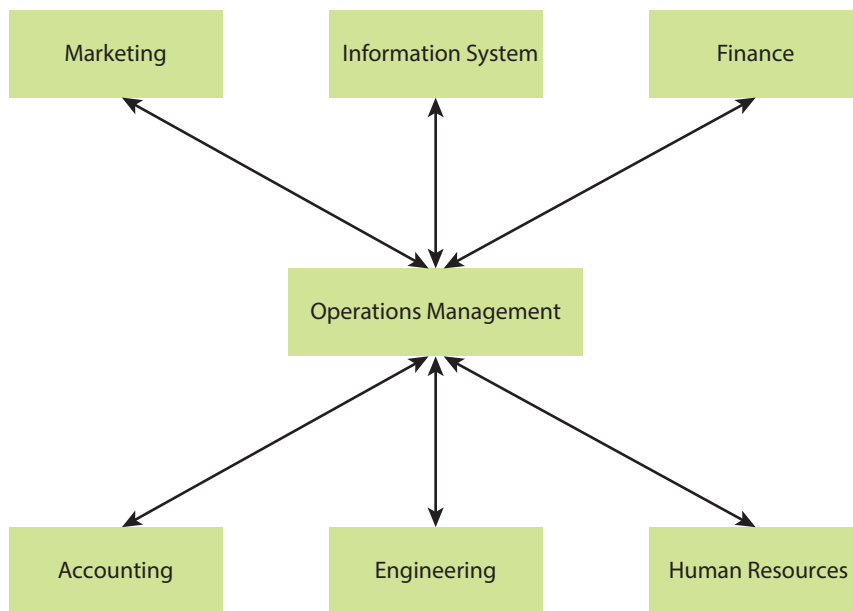 Marketing
Information System
Finance
Operations Management
Accounting
Engineering
Human Resources